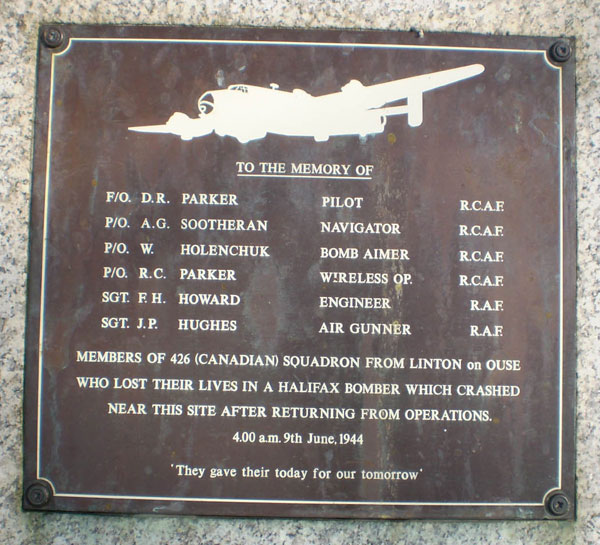 TO THE MEMORY OF
F/O. D.R. PARKER PILOT R.C.A.F.
P/O. A.G. SOOTHERAN NAVIGATOR R.C.A.F.
P/O. W. HOLENCHUK BOMB AIMER R.C.A.F.
P/O. R.C. PARKER WIRELESS OP. R.C.A.F.
SGT. F.H. HOWARD ENGINEER R.A.F.
SGT. J.P. HUGHES AIR GUNNER R.A.F.
MEMBERS OF 426 (CANADIAN) SQUADRON FROM LINTON on OUSE
WHO LOST THEIR LIVES IN A HALIFAX BOMBER WHICH CRASHED
NEAR THIS SITE AFTER RETURNING FROM OPERATIONS.
4.00 a.m. 9th June, 1944
'They gave their today for our tomorrow'